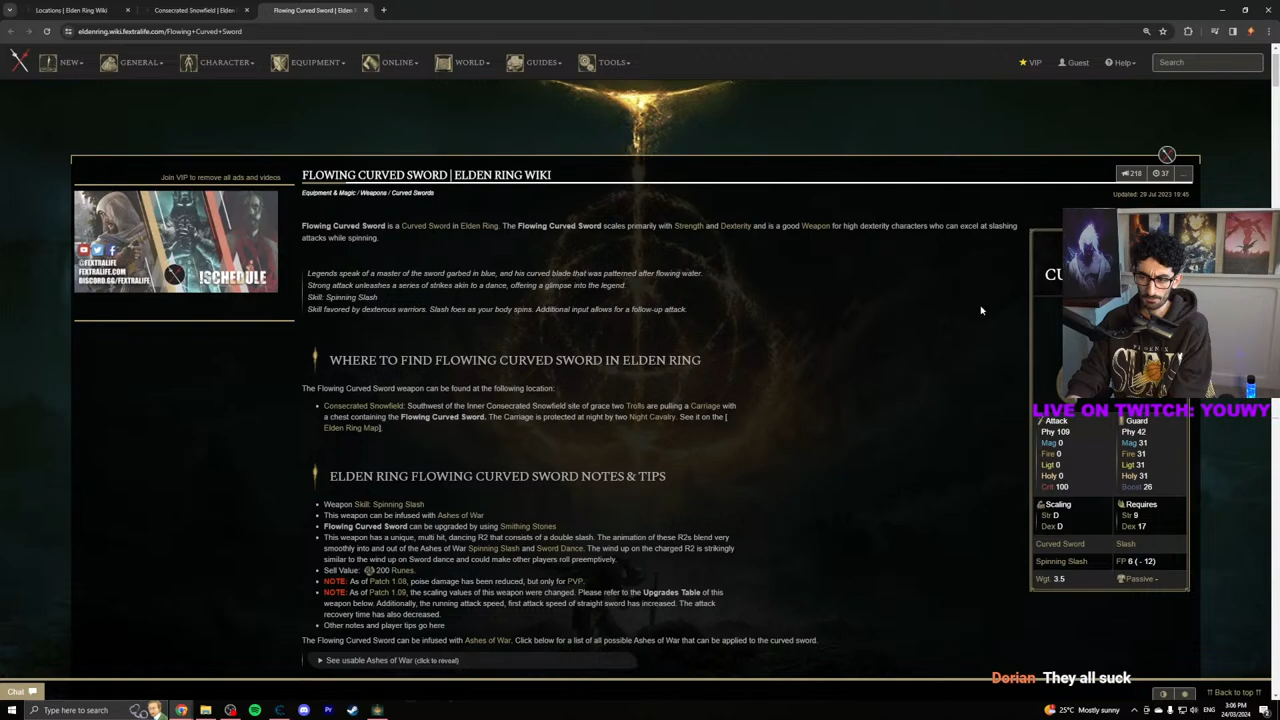 Locations | Elden Ring Wiki
Consecrated Snowfield | Elden
Flowing Curved Sword | Elden R
eldenring.wiki.fextralife.com/Flowing+Curved+Sword
NEW GENERAL CHARACTER EQUIPMENT ONLINE WORLD GUIDES TOOLS VIP Guest Help Search
Join VIP to remove all ads and videos
@FEXTRALIFE
FEXTRALIFE.COM
DISCORD.GG/FEXTRALIFE
!SCHEDULE
FLOWING CURVED SWORD | ELDEN RING WIKI
218 37 ...
Equipment & Magic / Weapons / Curved Swords
Updated: 29 Jul 2023 19:45
Flowing Curved Sword is a Curved Sword in Elden Ring. The Flowing Curved Sword scales primarily with Strength and Dexterity and is a good Weapon for high dexterity characters who can excel at slashing
attacks while spinning.
Legends speak of a master of the sword garbed in blue, and his curved blade that was patterned after flowing water.
Strong attack unleashes a series of strikes akin to a dance, offering a glimpse into the legend.
Skill: Spinning Slash
Skill favored by dexterous warriors. Slash foes as your body spins. Additional input allows for a follow-up attack.
WHERE TO FIND FLOWING CURVED SWORD IN ELDEN RING
The Flowing Curved Sword weapon can be found at the following location:
• Consecrated Snowfield: Southwest of the Inner Consecrated Snowfield site of grace two Trolls are pulling a Carriage with
a chest containing the Flowing Curved Sword. The Carriage is protected at night by two Night Cavalry. See it on the [
Elden Ring Map].
ELDEN RING FLOWING CURVED SWORD NOTES & TIPS
• Weapon Skill: Spinning Slash
• This weapon can be infused with Ashes of War
• Flowing Curved Sword can be upgraded by using Smithing Stones
• This weapon has a unique, multi hit, dancing R2 that consists of a double slash. The animation of these R2s blend very
smoothly into and out of the Ashes of War Spinning Slash and Sword Dance. The wind up on the charged R2 is strikingly
similar to the wind up on Sword dance and could make other players roll preemptively.
• Sell Value: 200 Runes.
• NOTE: As of Patch 1.08, poise damage has been reduced, but only for PVP.
• NOTE: As of Patch 1.09, the scaling values of this weapon were changed. Please refer to the Upgrades Table of this
weapon below. Additionally, the running attack speed, first attack speed of straight sword has increased. The attack
recovery time has also decreased.
• Other notes and player tips go here
The Flowing Curved Sword can be infused with Ashes of War. Click below for a list of all possible Ashes of War that can be applied to the curved sword.
See usable Ashes of War (click to reveal)
CU
PHOENIX
SUNS
LIVE ON TWITCH: YOUWY
Attack Guard
Phy 109 Phy 42
Mag 0 Mag 31
Fire 0 Fire 31
Ligt 0 Ligt 31
Holy 0 Holy 31
Crit 100 Boost 26
Scaling Requires
Str D Str 9
Dex D Dex 17
Curved Sword Slash
Spinning Slash FP 6 ( - 12)
Wgt. 3.5 Passive -
Dorian They all suck
Chat
!! Back to top !!
Type here to search
25°C Mostly sunny
ENG
3:06 PM
24/03/2024